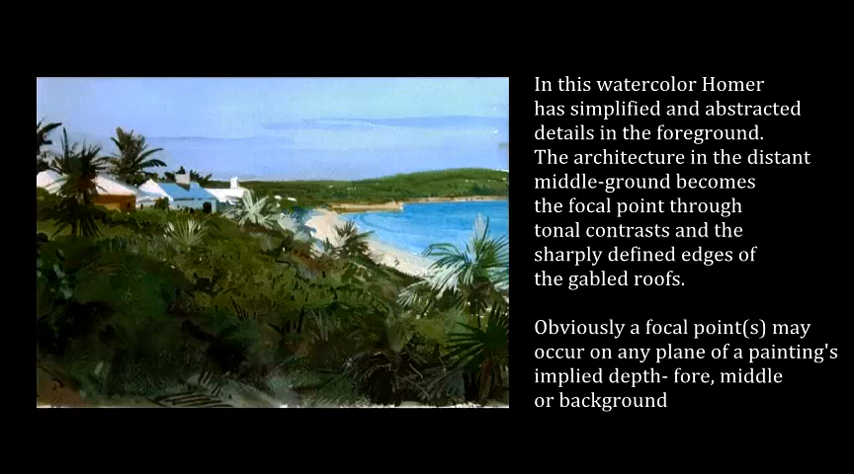 In this watercolor Homer
has simplified and abstracted
details in the foreground.
The architecture in the distant
middle-ground becomes
the focal point through
tonal contrasts and the
sharply defined edges of
the gabled roofs.
Obviously a focal point(s) may
occur on any plane of a painting's
implied depth- fore, middle
or background